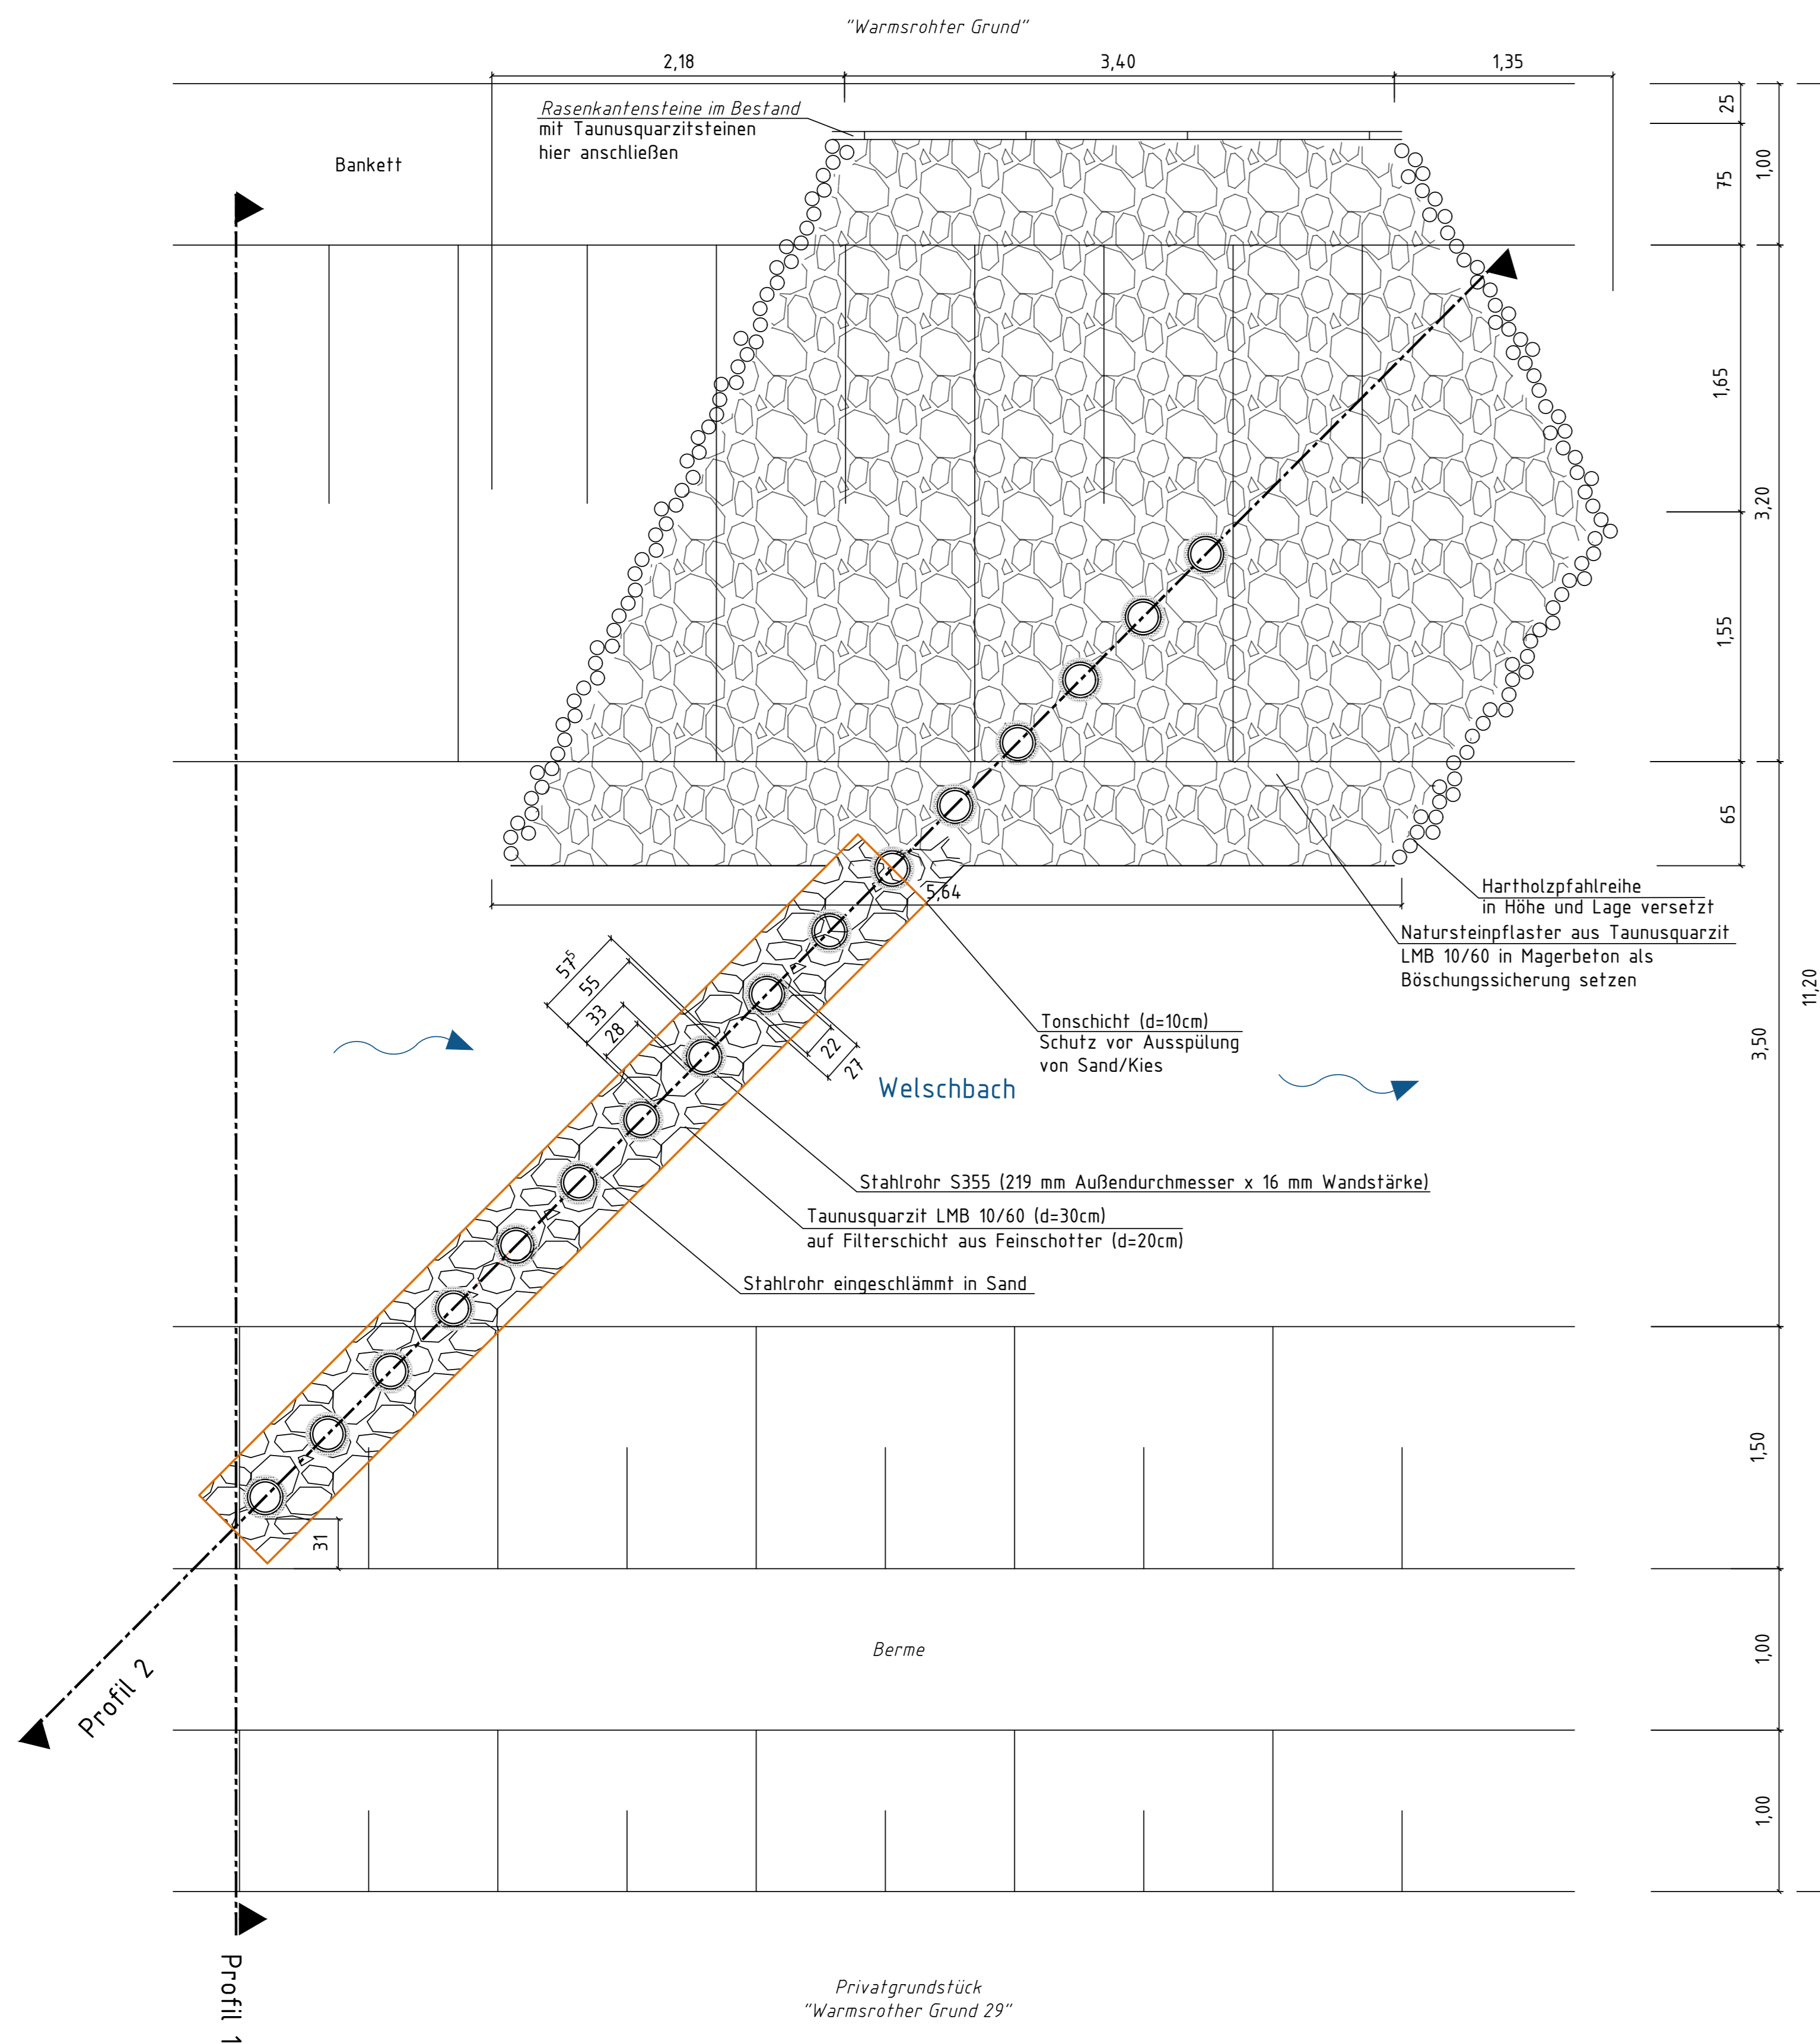 "Warmsrohter Grund"
2,18
3,40
1,35
Rasenkantensteine im Bestand
mit Taunusquarzitsteinen
hier anschließen
Bankett
25
75
1,00
1,65
3,20
1,55
65
5,64
Hartholzpfahlreihe
in Höhe und Lage versetzt
Natursteinpflaster aus Taunusquarzit
LMB 10/60 in Magerbeton als
Böschungssicherung setzen
57⁵
55
33
28
22
27
Tonschicht (d=10cm)
Schutz vor Ausspülung
von Sand/Kies
11,20
3,50
Welschbach
Stahlrohr S355 (219 mm Außendurchmesser x 16 mm Wandstärke)
Taunusquarzit LMB 10/60 (d=30cm)
auf Filterschicht aus Feinschotter (d=20cm)
Stahlrohr eingeschlämmt in Sand
1,50
31
Berme
1,00
Profil 2
1,00
Profil 1
Privatgrundstück
"Warmsrother Grund 29"